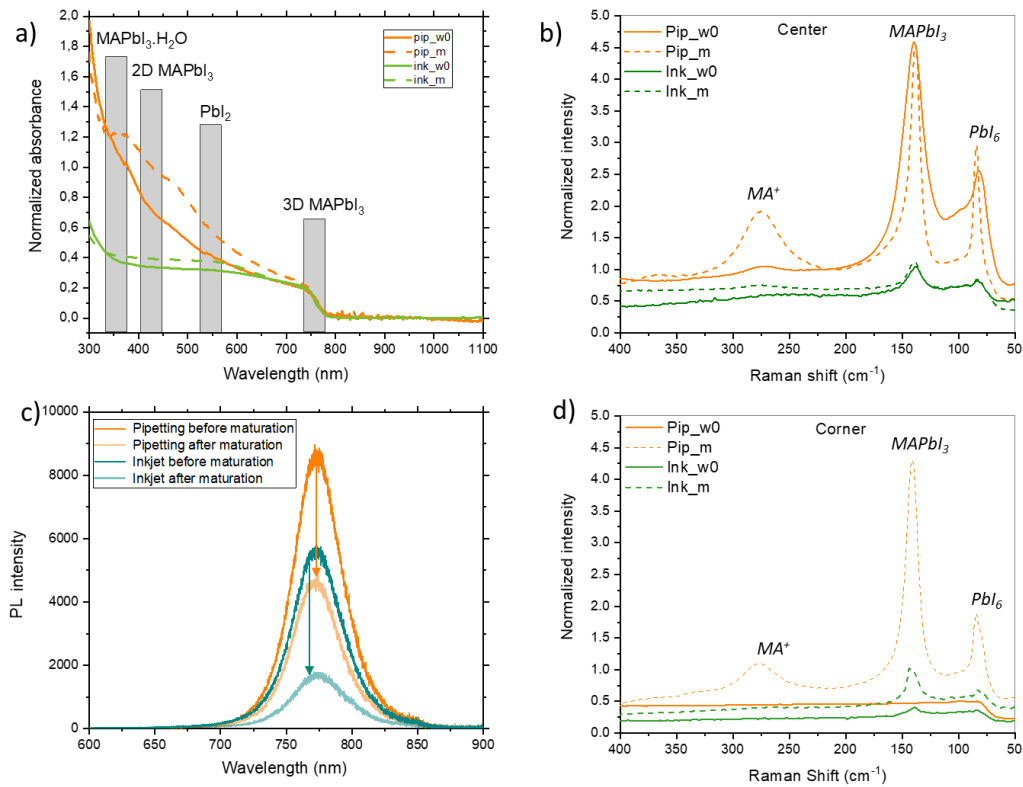 a)
MAPbI3.H2O
2D MAPbI3
PbI2
3D MAPbI3
pip_w0
pip_m
ink_w0
ink_m
2,0
1,8
1,6
1,4
1,2
1,0
0,8
0,6
0,4
0,2
0,0
Normalized absorbance
300 400 500 600 700 800 900 1000 1100
Wavelength (nm)
b)
Center
Pip_w0
Pip_m
Ink_w0
Ink_m
MAPbI3
PbI6
MA+
5.0
4.5
4.0
3.5
3.0
2.5
2.0
1.5
1.0
0.5
0.0
Normalized intensity
400 350 300 250 200 150 100 50
Raman shift (cm-1)
c)
Pipetting before maturation
Pipetting after maturation
Inkjet before maturation
Inkjet after maturation
10000
8000
6000
4000
2000
0
PL intensity
600 650 700 750 800 850 900
Wavelength (nm)
d)
Corner
Pip_w0
Pip_m
Ink_w0
Ink_m
MAPbI3
PbI6
MA+
5.0
4.5
4.0
3.5
3.0
2.5
2.0
1.5
1.0
0.5
0.0
Normalized intensity
400 350 300 250 200 150 100 50
Raman Shift (cm-1)